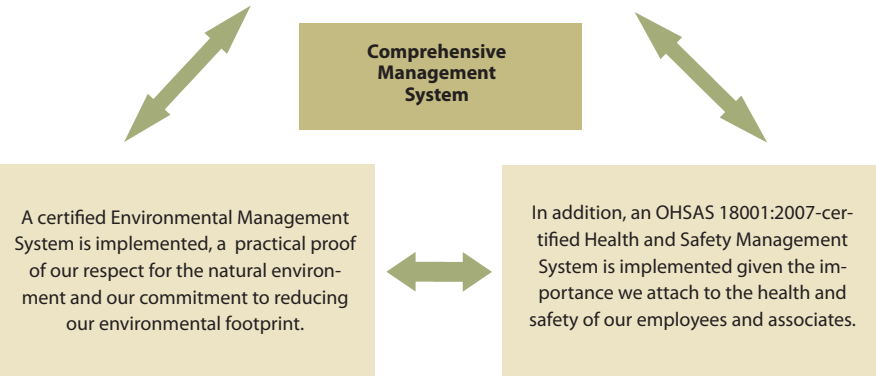 Comprehensive
Management
System
A certified Environmental Management
System is implemented, a practical proof
of our respect for the natural environ-
ment and our commitment to reducing
our environmental footprint.
In addition, an OHSAS 18001:2007-cer-
tified Health and Safety Management
System is implemented given the im-
portance we attach to the health and
safety of our employees and associates.